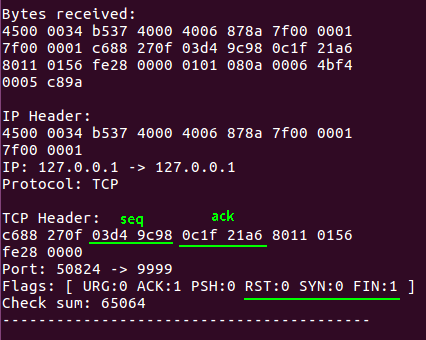 Bytes received:
4500 0034 b537 4000 4006 878a 7f00 0001
7f00 0001 c688 270f 03d4 9c98 0c1f 21a6
8011 0156 fe28 0000 0101 080a 0006 4bf4
0005 c89a
IP Header:
4500 0034 b537 4000 4006 878a 7f00 0001
7f00 0001
IP: 127.0.0.1 -> 127.0.0.1
Protocol: TCP
TCP Header: seq ack
c688 270f 03d4 9c98 0c1f 21a6 8011 0156
fe28 0000
Port: 50824 -> 9999
Flags: [ URG:0 ACK:1 PSH:0 RST:0 SYN:0 FIN:1 ]
Check sum: 65064
-----------------------------------------